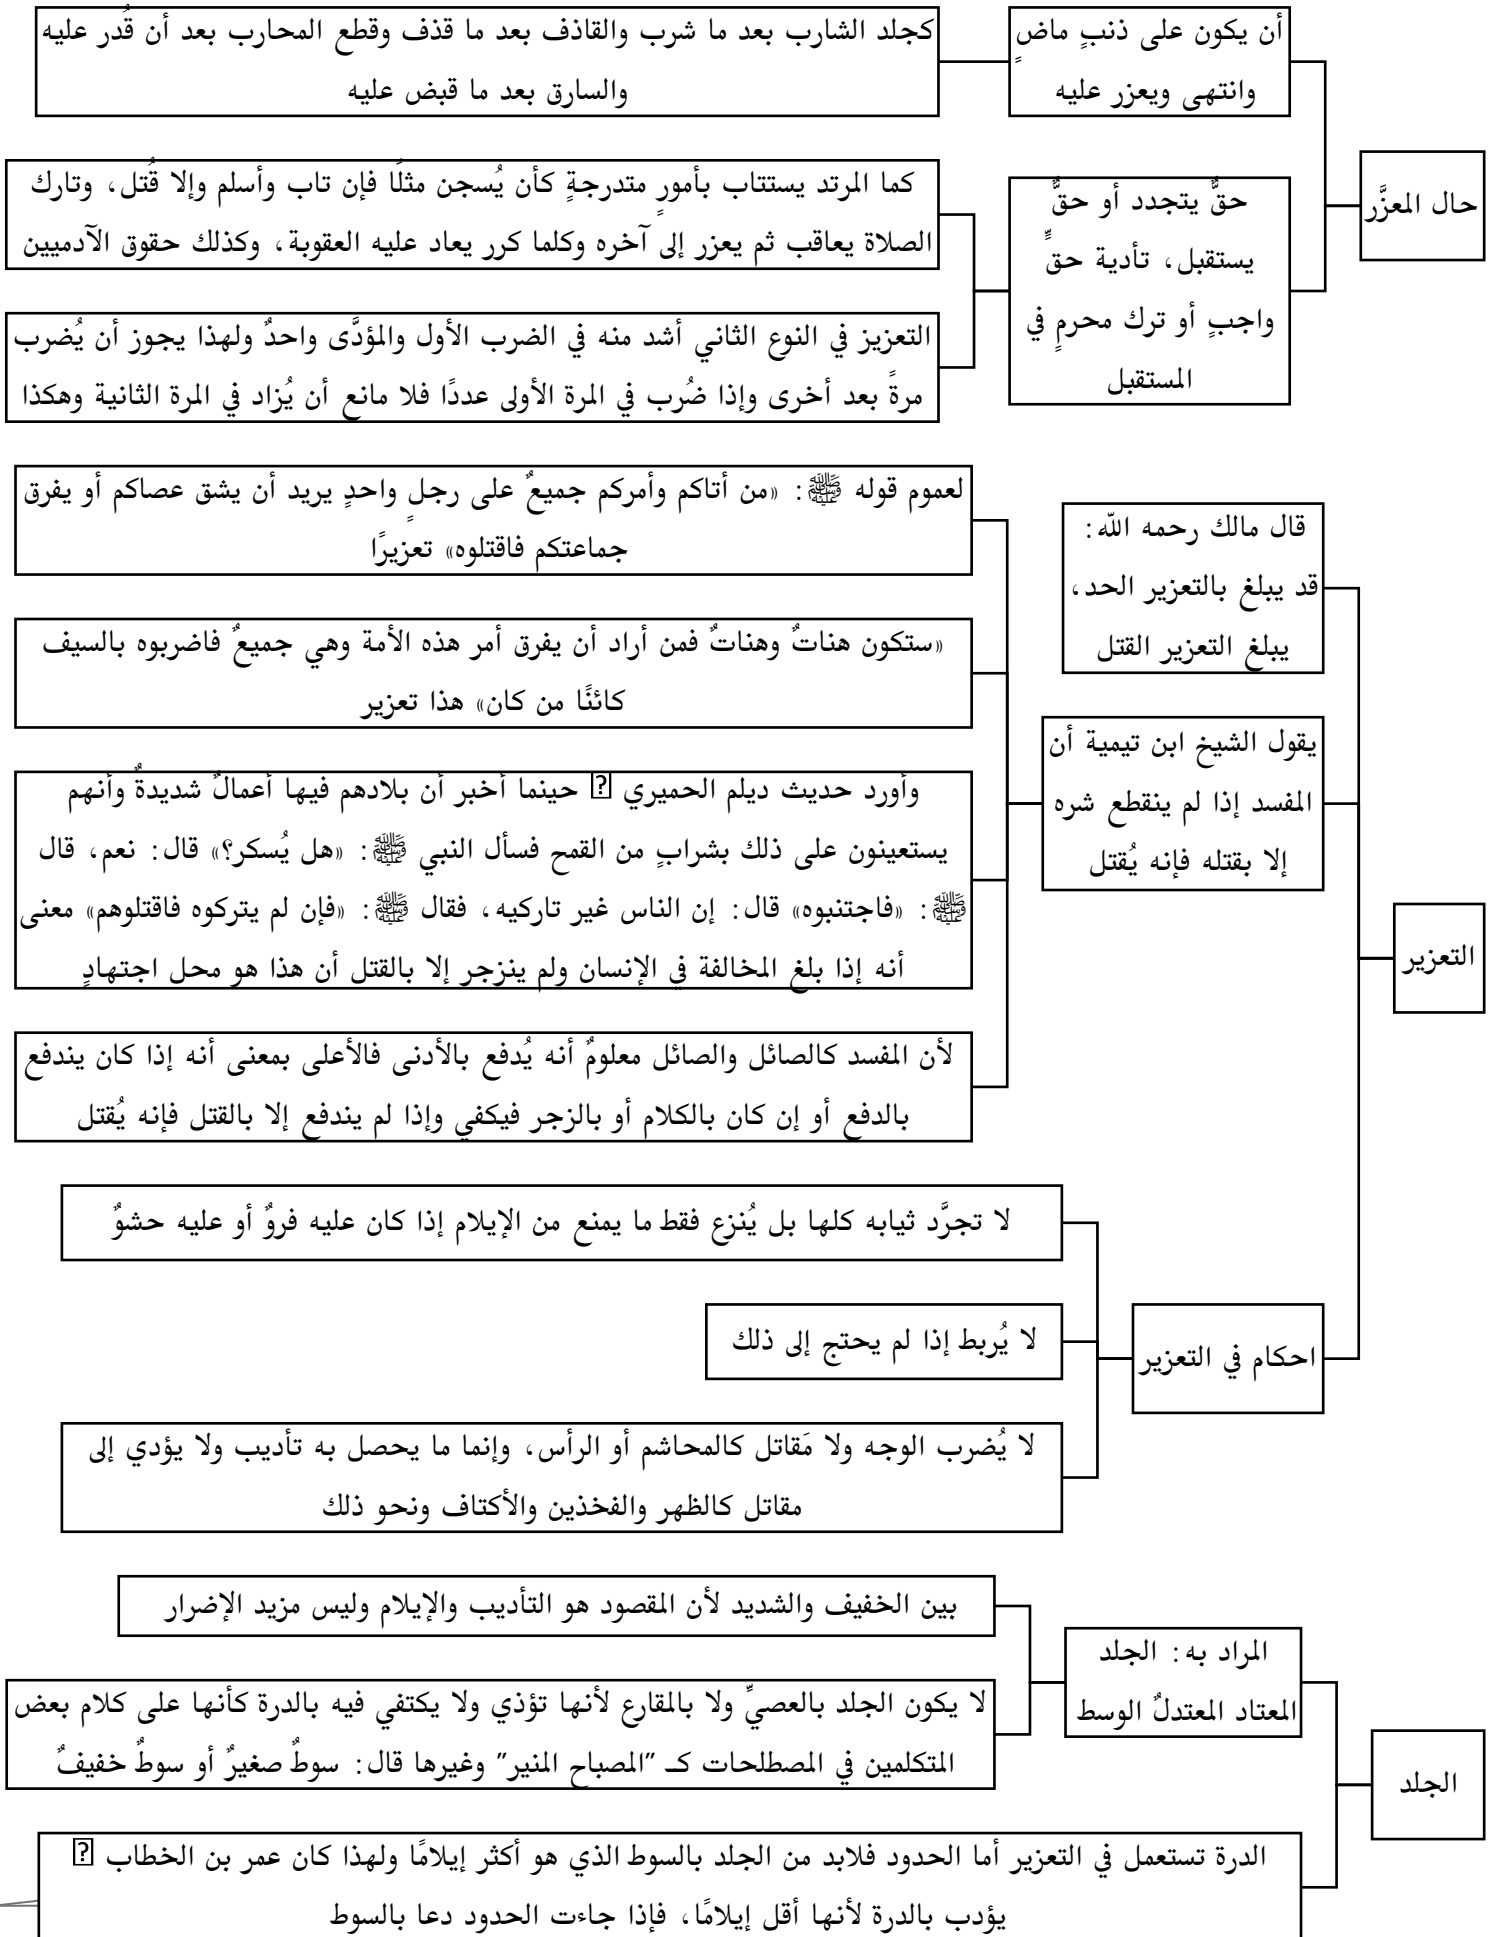 حال المعزَّر
أن يكون على ذنبٍ ماضٍ
وانتهى ويعزر عليه
كجلد الشارب بعد ما شرب والقاذف بعد ما قذف وقطع المحارب بعد أن قُدر عليه
والسارق بعد ما قبض عليه
حقٌّ يتجدد أو حقٌّ
يستقبل، تأدية حقٍّ
واجبٍ أو ترك محرمٍ في
المستقبل
كما المرتد يستتاب بأمورٍ متدرجةٍ كأن يُسجن مثلًا فإن تاب وأسلم وإلا قُتل، وتارك
الصلاة يعاقب ثم يعزر إلى آخره وكلما كرر يعاد عليه العقوبة، وكذلك حقوق الآدميين
التعزيز في النوع الثاني أشد منه في الضرب الأول والمؤدَّى واحدٌ ولهذا يجوز أن يُضرب
مرةً بعد أخرى وإذا ضُرب في المرة الأولى عددًا فلا مانع أن يُزاد في المرة الثانية وهكذا
التعزير
قال مالك رحمه الله:
قد يبلغ بالتعزير الحد،
يبلغ التعزير القتل
يقول الشيخ ابن تيمية أن
المفسد إذا لم ينقطع شره
إلا بقتله فإنه يُقتل
لعموم قوله ﷺ: «من أتاكم وأمركم جميعٌ على رجلٍ واحدٍ يريد أن يشق عصاكم أو يفرق
جماعتكم فاقتلوه» تعزيرًا
«ستكون هناتٌ وهناتٌ فمن أراد أن يفرق أمر هذه الأمة وهي جميعٌ فاضربوه بالسيف
كائنًا من كان» هذا تعزير
وأورد حديث ديلم الحميري حينما أخبر أن بلادهم فيها أعمالٌ شديدةٌ وأنهم
يستعينون على ذلك بشرابٍ من القمح فسأل النبي ﷺ: «هل يُسكر؟» قال: نعم، قال
ﷺ: «فاجتنبوه» قال: إن الناس غير تاركيه، فقال ﷺ: «فإن لم يتركوه فاقتلوهم» معنى
أنه إذا بلغ المخالفة في الإنسان ولم ينزجر إلا بالقتل أن هذا هو محل اجتهادٍ
لأن المفسد كالصائل والصائل معلومٌ أنه يُدفع بالأدنى فالأعلى بمعنى أنه إذا كان يندفع
بالدفع أو إن كان بالكلام أو بالزجر فيكفي وإذا لم يندفع إلا بالقتل فإنه يُقتل
احكام في التعزير
لا تجرَّد ثيابه كلها بل يُنزع فقط ما يمنع من الإيلام إذا كان عليه فروٌ أو عليه حشوٌ
لا يُربط إذا لم يحتج إلى ذلك
لا يُضرب الوجه ولا مَقاتل كالمحاشم أو الرأس، وإنما ما يحصل به تأديب ولا يؤدي إلى
مقاتل كالظهر والفخذين والأكتاف ونحو ذلك
الجلد
المراد به: الجلد
المعتاد المعتدلٌ الوسط
بين الخفيف والشديد لأن المقصود هو التأديب والإيلام وليس مزيد الإضرار
لا يكون الجلد بالعصيِّ ولا بالمقارع لأنها تؤذي ولا يكتفي فيه بالدرة كأنها على كلام بعض
المتكلمين في المصطلحات كـ "المصباح المنير" وغيرها قال: سوطٌ صغيرٌ أو سوطٌ خفيفٌ
الدرة تستعمل في التعزير أما الحدود فلابد من الجلد بالسوط الذي هو أكثر إيلامًا ولهذا كان عمر بن الخطاب
يؤدب بالدرة لأنها أقل إيلامًا، فإذا جاءت الحدود دعا بالسوط